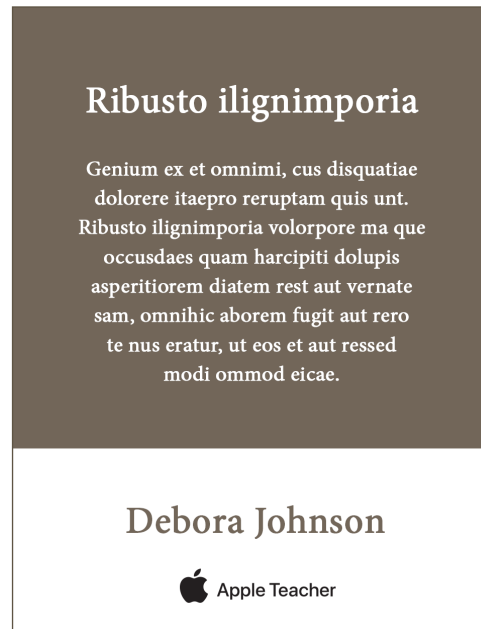 Ribusto ilignimporia
Genium ex et omnimi, cus disquatiae
dolorere itaepro reruptam quis unt.
Ribusto ilignimporia volorpore ma que
occusdaes quam harcipiti dolupis
asperitiorem diatem rest aut vernate
sam, omnihic aborem fugit aut rero
te nus eratur, ut eos et aut ressed
modi ommod eicae.
Debora Johnson
Apple Teacher